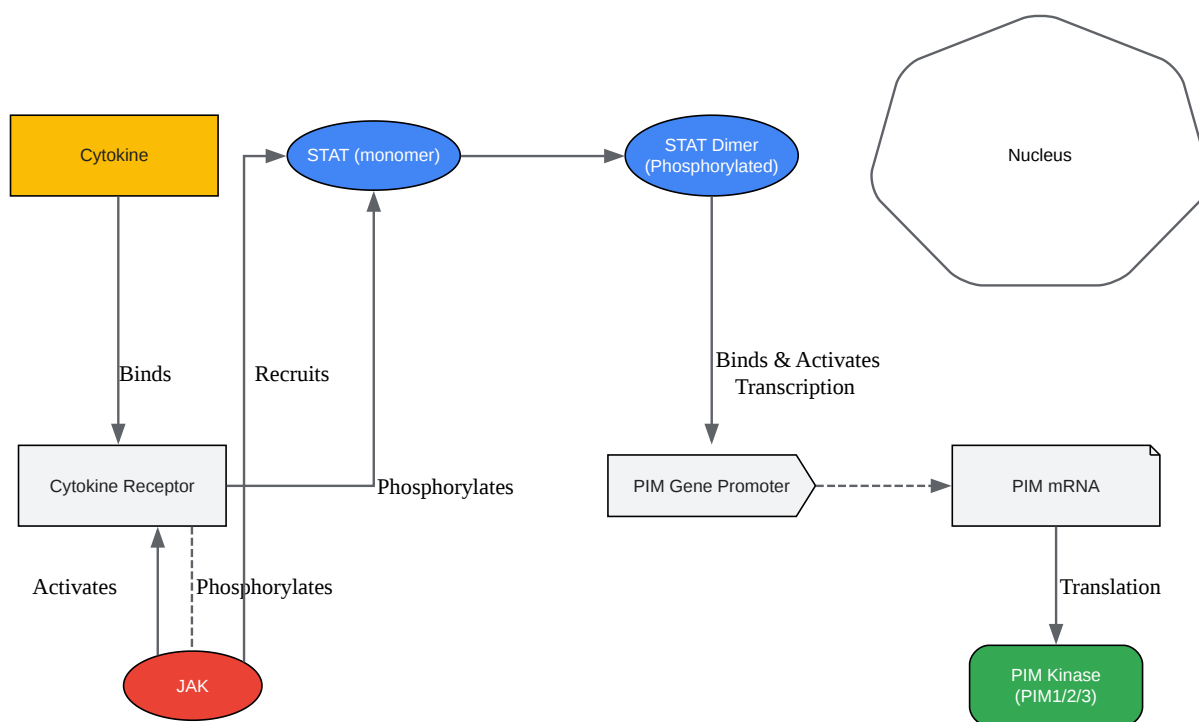 Cytokine
STAT (monomer)
STAT Dimer
(Phosphorylated)
Nucleus
Binds
Recruits
Binds & Activates
Transcription
Cytokine Receptor
Phosphorylates
PIM Gene Promoter
PIM mRNA
Activates
Phosphorylates
Translation
JAK
PIM Kinase
(PIM1/2/3)